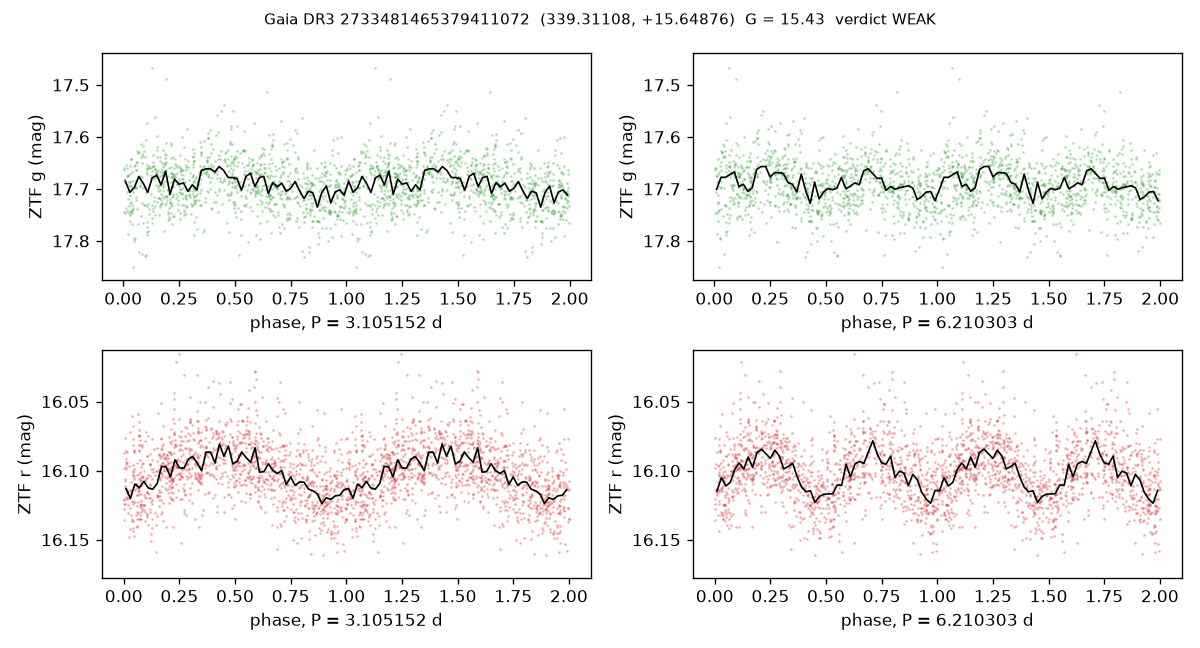 Gaia DR3 2733481465379411072 (339.31108, +15.64876) G = 15.43 verdict WEAK
ZTF g (mag)
17.5
17.6
17.7
17.8
0.00 0.25 0.50 0.75 1.00 1.25 1.50 1.75 2.00
phase, P = 3.105152 d
ZTF g (mag)
17.5
17.6
17.7
17.8
0.00 0.25 0.50 0.75 1.00 1.25 1.50 1.75 2.00
phase, P = 6.210303 d
ZTF r (mag)
16.05
16.10
16.15
0.00 0.25 0.50 0.75 1.00 1.25 1.50 1.75 2.00
phase, P = 3.105152 d
ZTF r (mag)
16.05
16.10
16.15
0.00 0.25 0.50 0.75 1.00 1.25 1.50 1.75 2.00
phase, P = 6.210303 d